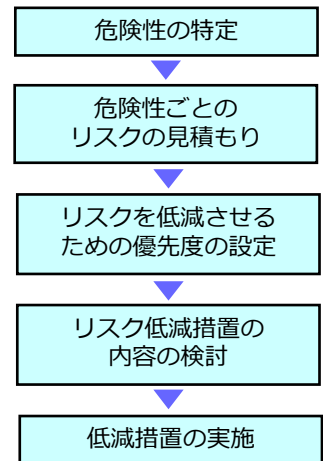 危険性の特定
危険性ごとの
リスクの見積もり
リスクを低減させる
ための優先度の設定
リスク低減措置の
内容の検討
低減措置の実施